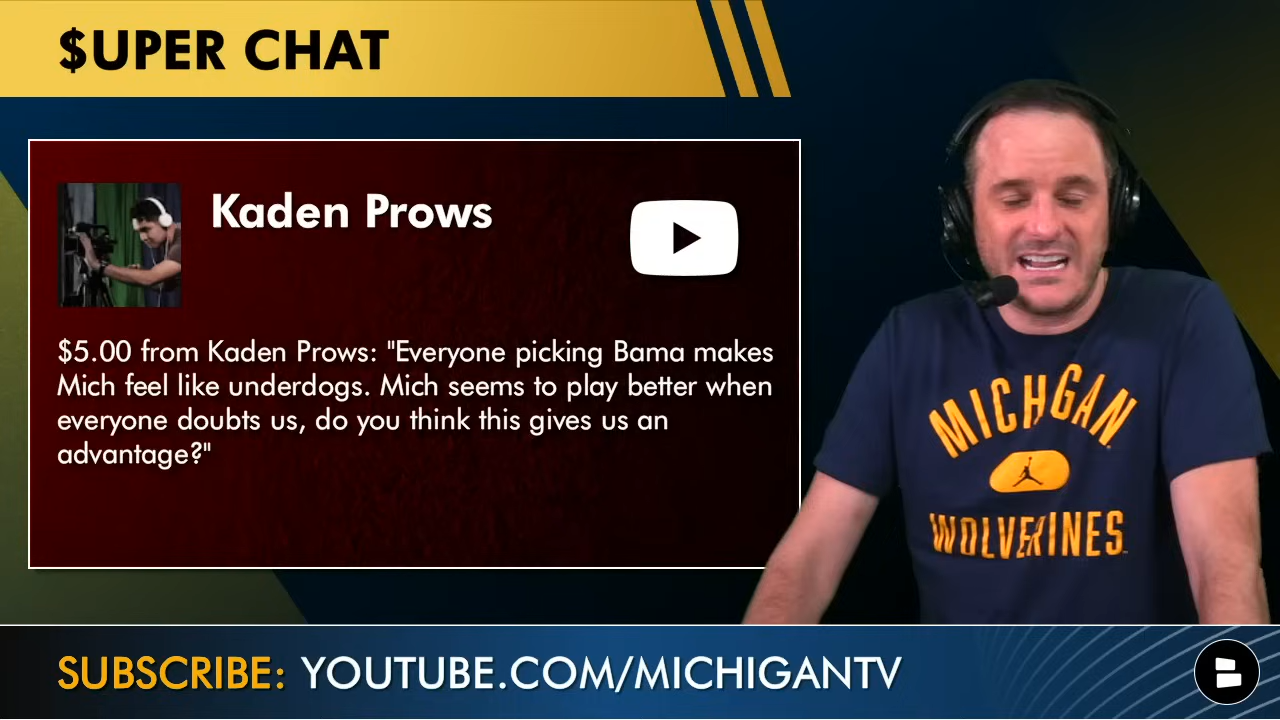 $UPER CHAT
Kaden Prows
$5.00 from Kaden Prows: "Everyone picking Bama makes
Mich feel like underdogs. Mich seems to play better when
everyone doubts us, do you think this gives us an
advantage?"
MICHIGAN
WOLVERINES
SUBSCRIBE: YOUTUBE.COM/MICHIGANTV